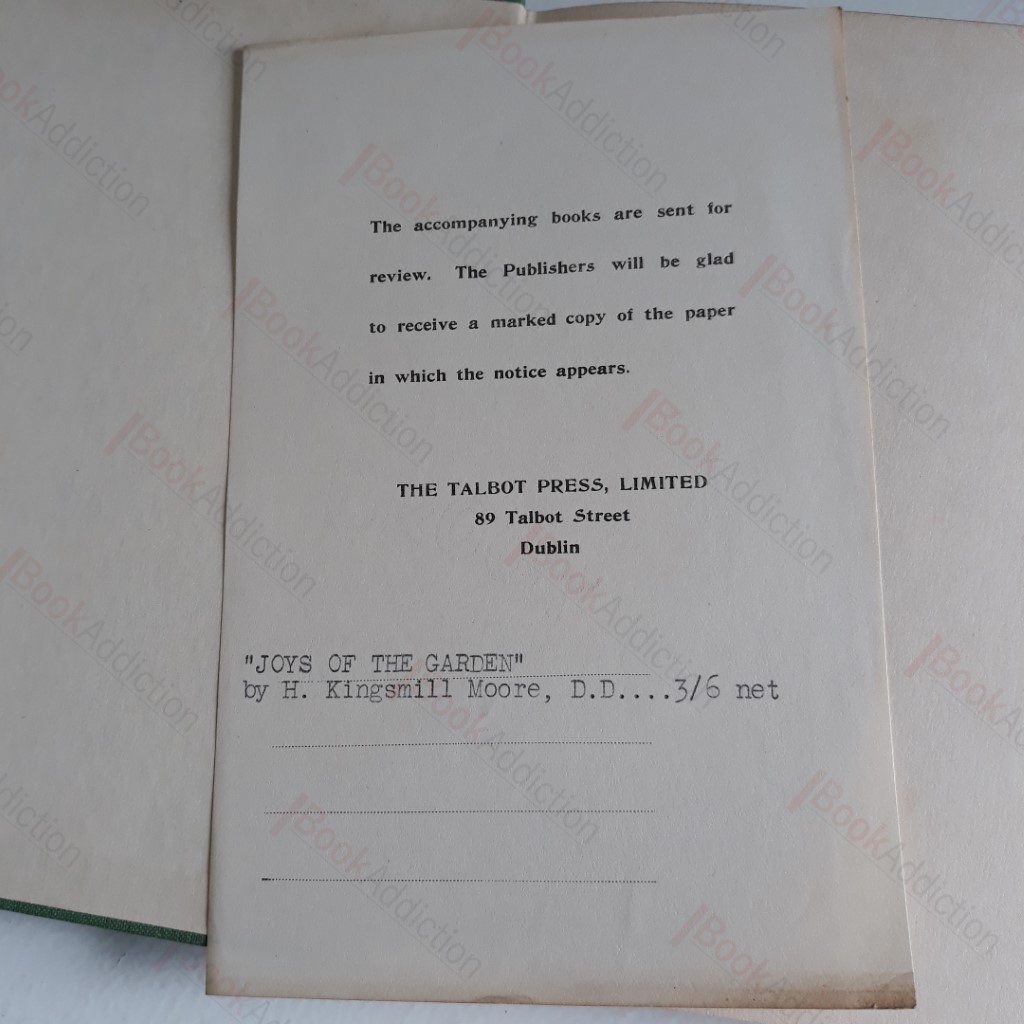 The accompanying books are sent for
review. The Publishers will be glad
to receive a marked copy of the paper
in which the notice appears.
THE TALBOT PRESS, LIMITED
89 Talbot Street
Dublin
"JOYS OF THE GARDEN"
by H. Kingsmill Moore, D.D....3/6 net
BookAddiction